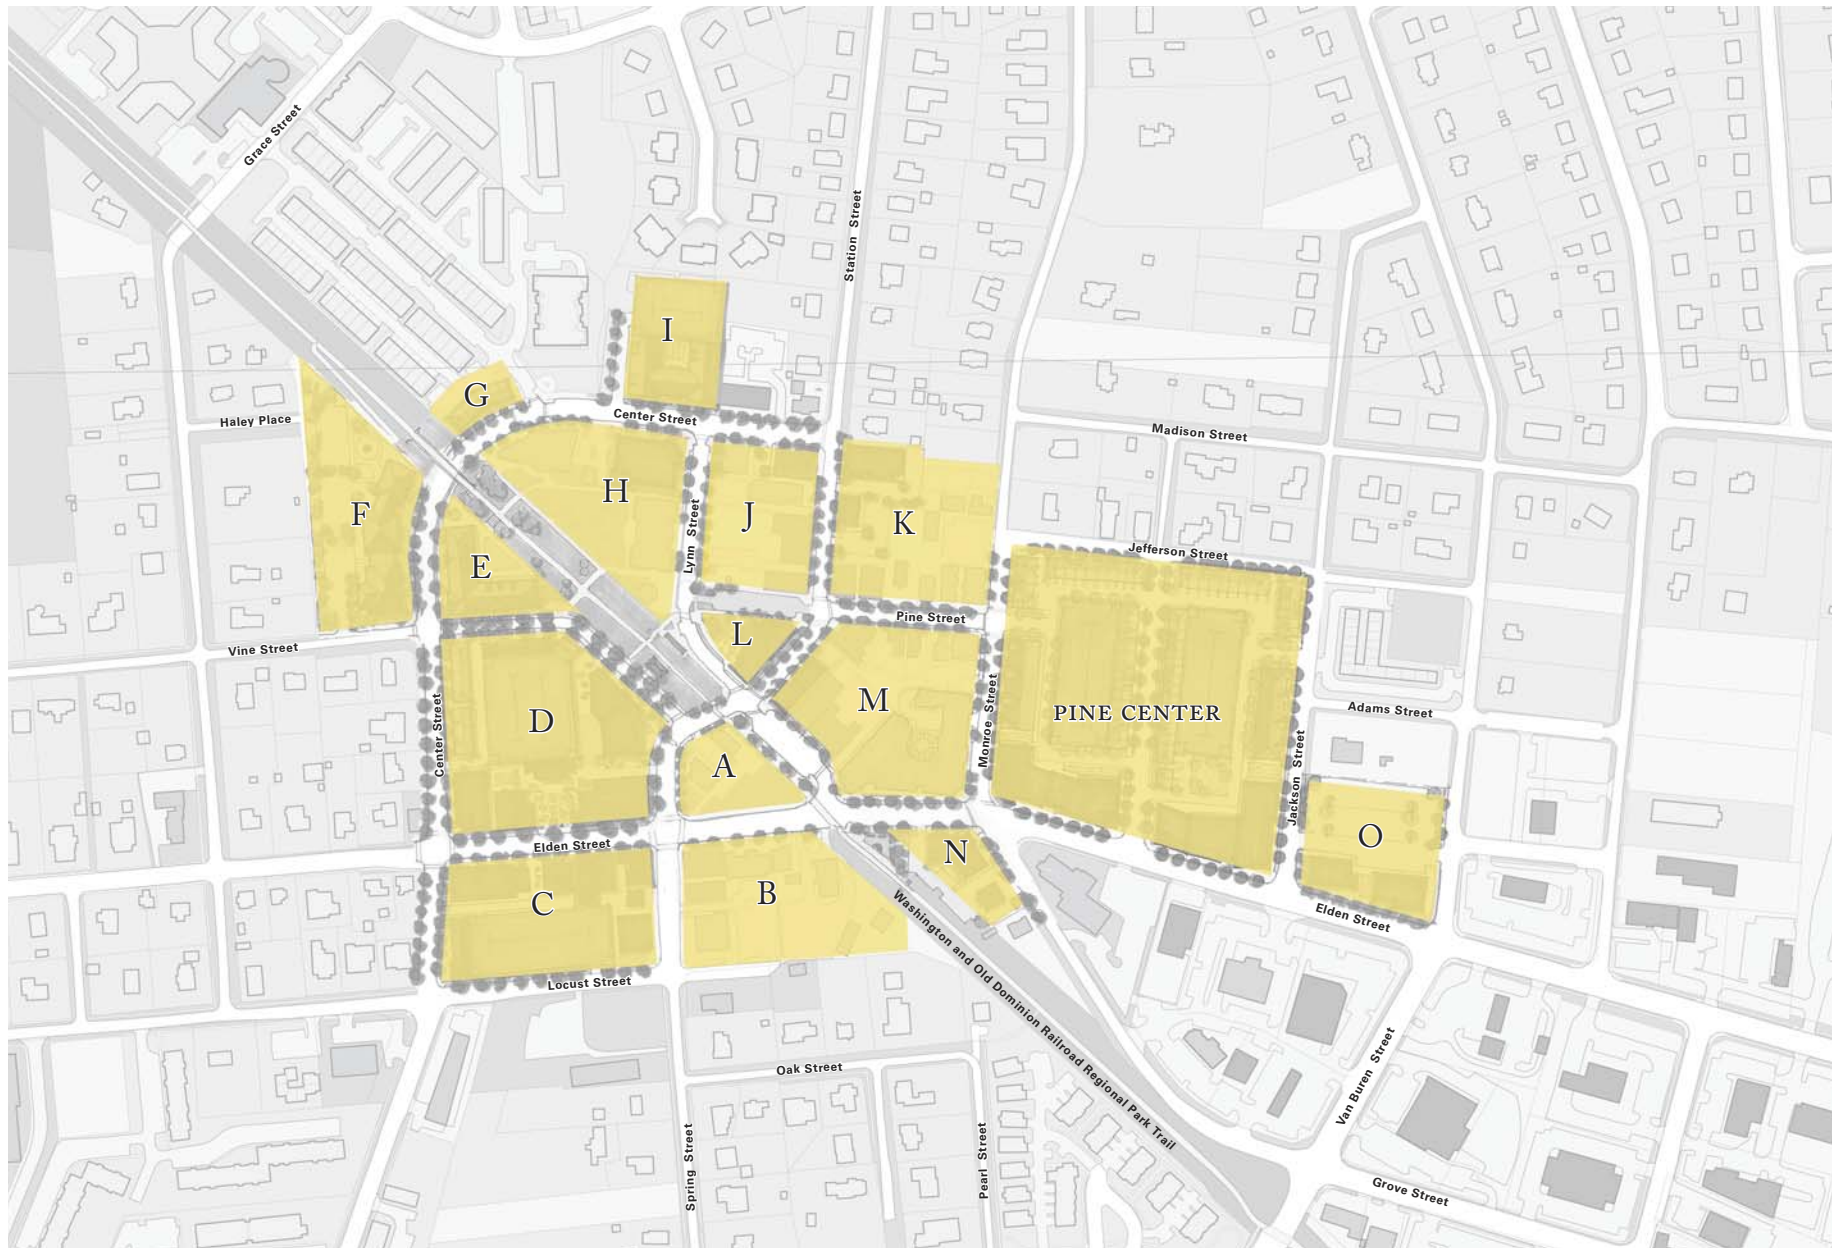 Grace Street
Station Street
I
G
Center Street
Haley Place
Madison Street
H
F
J
K
Lynn Street
Jefferson Street
E
Pine Street
L
Vine Street
M
Monroe Street
PINE CENTER
Adams Street
D
Center Street
A
Jackson Street
O
Elden Street
N
C
B
Elden Street
Washington and Old Dominion Railroad Regional Park Trail
Locust Street
Oak Street
Van Buren Street
Spring Street
Pearl Street
Grove Street